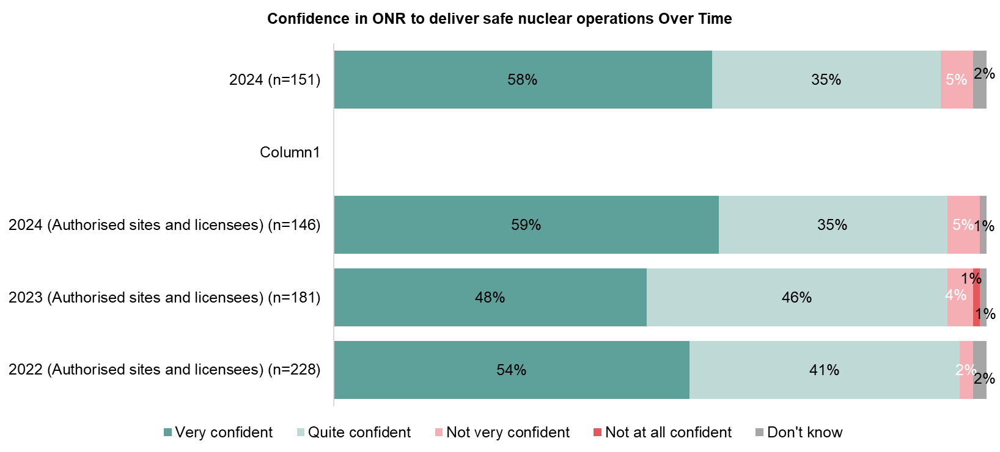 Confidence in ONR to deliver safe nuclear operations Over Time
2024 (n=151) 58% 35% 5% 2%
Column1
2024 (Authorised sites and licensees) (n=146) 59% 35% 5% 1%
2023 (Authorised sites and licensees) (n=181) 48% 46% 4% 1% 1%
2022 (Authorised sites and licensees) (n=228) 54% 41% 2% 2%
Very confident Quite confident Not very confident Not at all confident Don't know